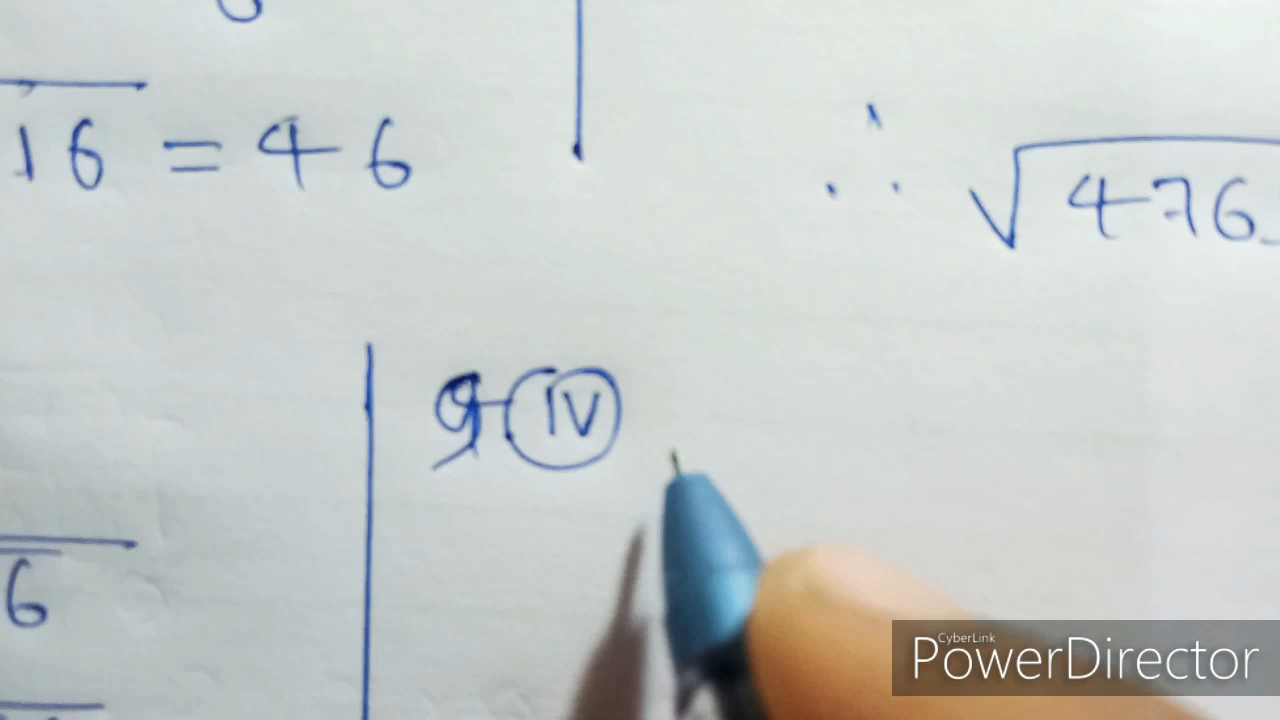 16 = 46
∴ √476
9-IV
6
CyberLink
PowerDirector